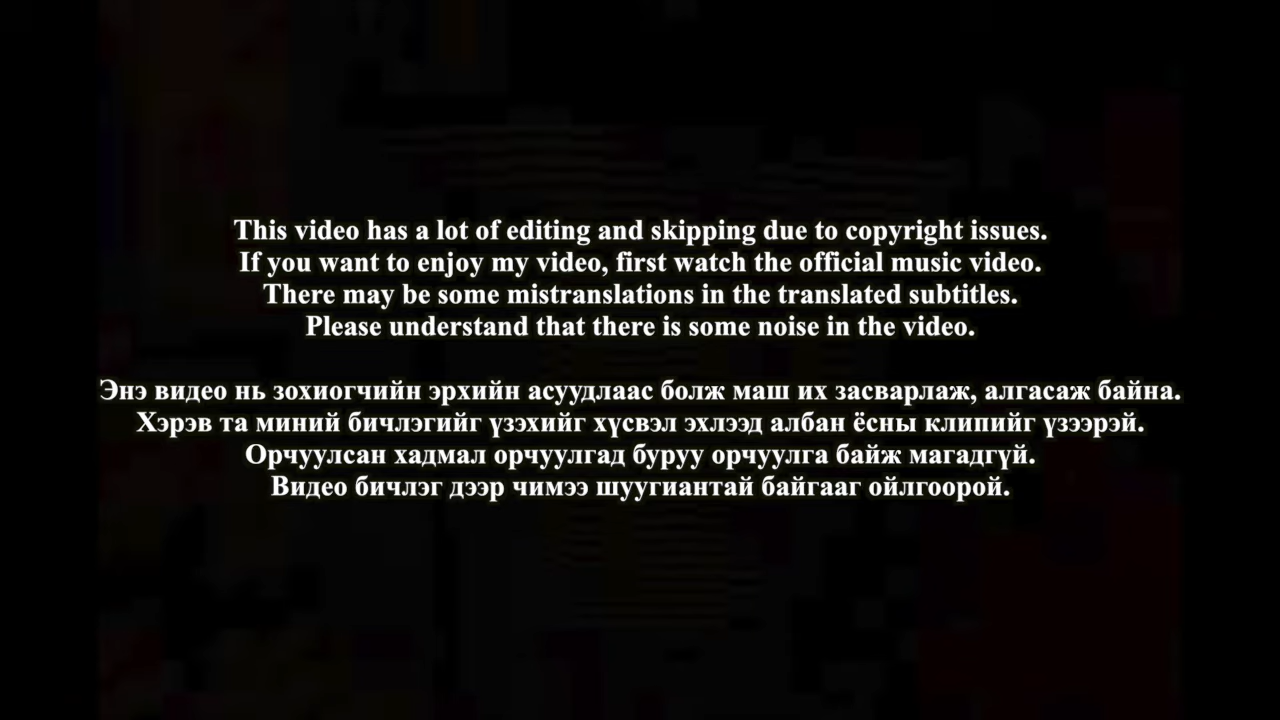 This video has a lot of editing and skipping due to copyright issues.
If you want to enjoy my video, first watch the official music video.
There may be some mistranslations in the translated subtitles.
Please understand that there is some noise in the video.
Энэ видео нь зохиогчийн эрхийн асуудлаас болж маш их засварлаж, алгасаж байна.
Хэрэв та миний бичлэгийг үзэхийг хүсвэл эхлээд албан ёсны клипийг үзээрэй.
Орчуулсан хадмал орчуулгад буруу орчуулга байж магадгүй.
Видео бичлэг дээр чимээ шуугиантай байгааг ойлгоорой.